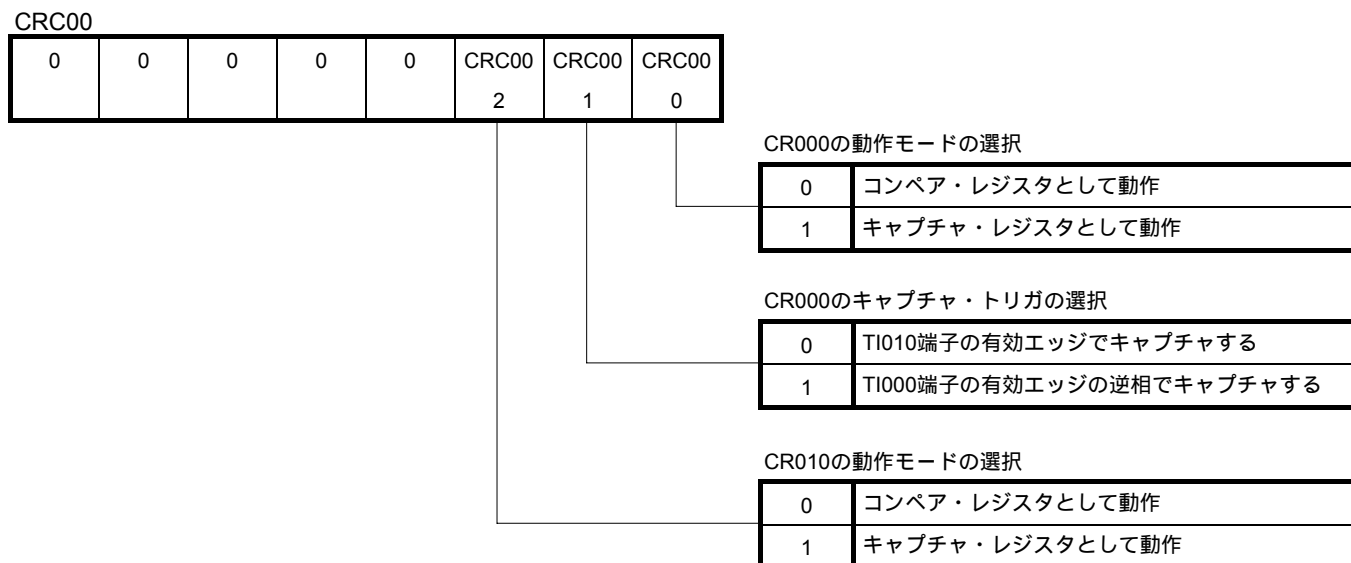 CRC00
0 0 0 0 0 CRC00 CRC00 CRC00
2 1 0
CR000の動作モードの選択
0 コンペア・レジスタとして動作
1 キャプチャ・レジスタとして動作
CR000のキャプチャ・トリガの選択
0 TI010端子の有効エッジでキャプチャする
1 TI000端子の有効エッジの逆相でキャプチャする
CR010の動作モードの選択
0 コンペア・レジスタとして動作
1 キャプチャ・レジスタとして動作